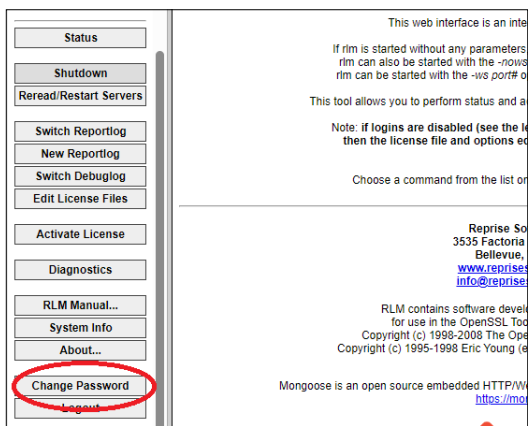 Status
Shutdown
Reread/Restart Servers
Switch Reportlog
New Reportlog
Switch Debuglog
Edit License Files
Activate License
Diagnostics
RLM Manual...
System Info
About...
Change Password
Logout
This web interface is an inte
If rlm is started without any parameters
rlm can also be started with the -nows
rlm can be started with the -ws port# o
This tool allows you to perform status and a
Note: if logins are disabled (see the le
then the license file and options ed
Choose a command from the list on
Reprise So
3535 Factoria
Bellevue,
www.reprises
info@reprise
RLM contains software develo
for use in the OpenSSL Too
Copyright (c) 1998-2008 The Ope
Copyright (c) 1995-1998 Eric Young (e
Mongoose is an open source embedded HTTP/We
https://mon